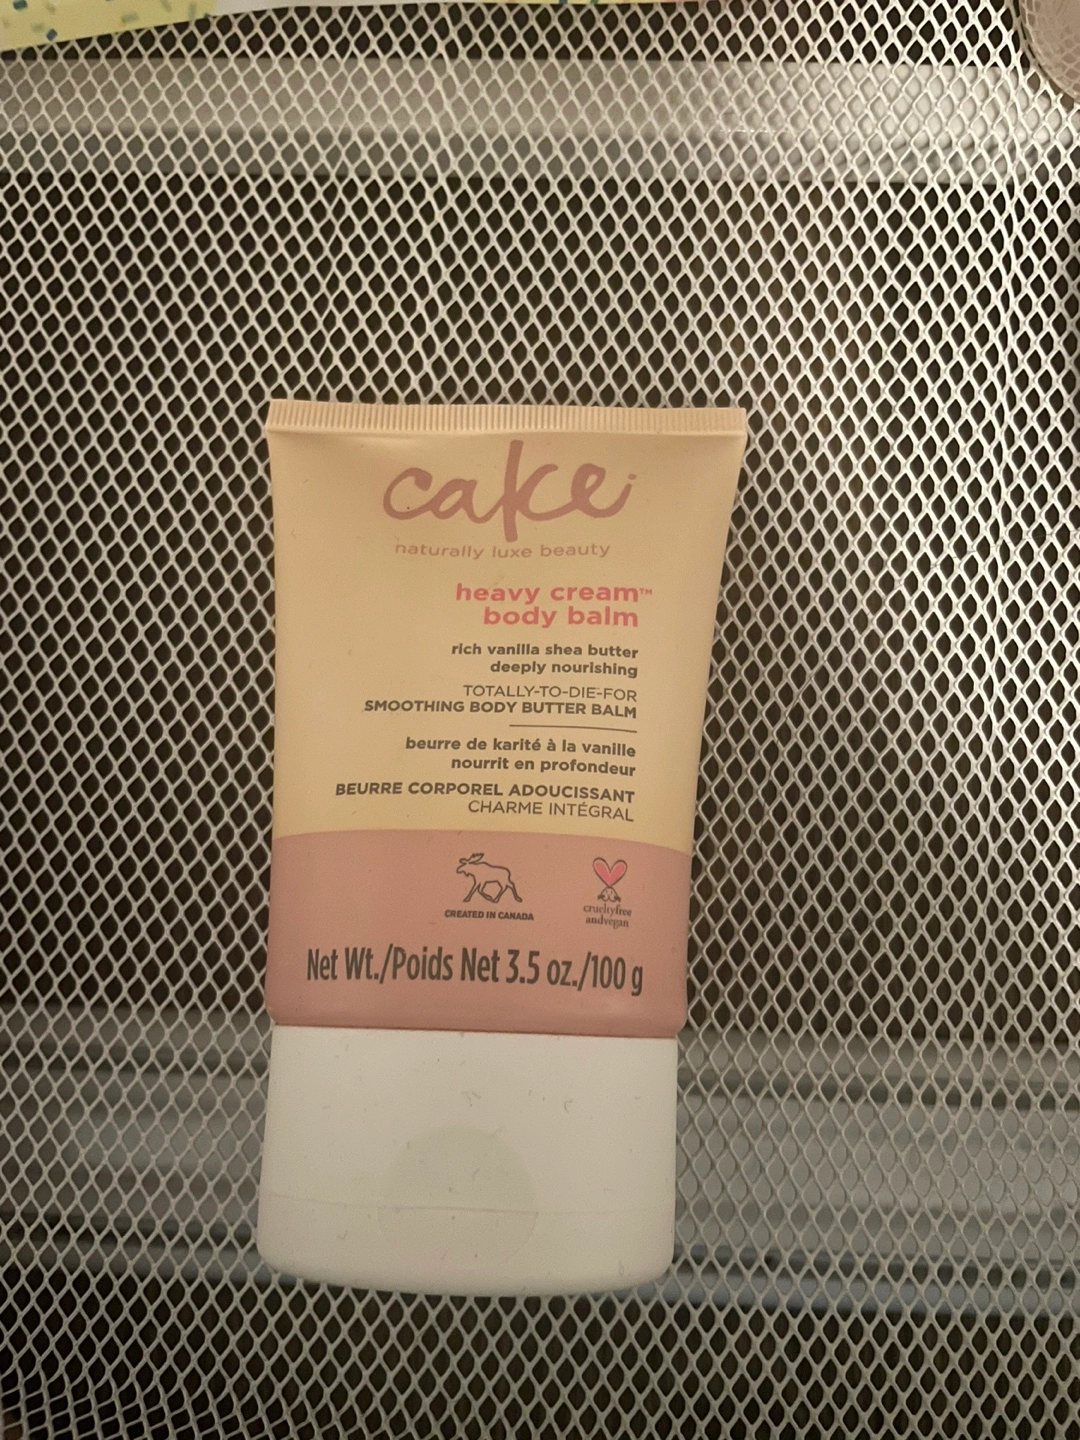 cake
naturally luxe beauty
heavy cream™
body balm
rich vanilla shea butter
deeply nourishing
TOTALLY-TO-DIE-FOR
SMOOTHING BODY BUTTER BALM
beurre de karité à la vanille
nourrit en profondeur
BEURRE CORPOREL ADOUCISSANT
CHARME INTÉGRAL
CREATED IN CANADA
crueltyfree
andvegan
Net Wt./Poids Net 3.5 oz./100 g